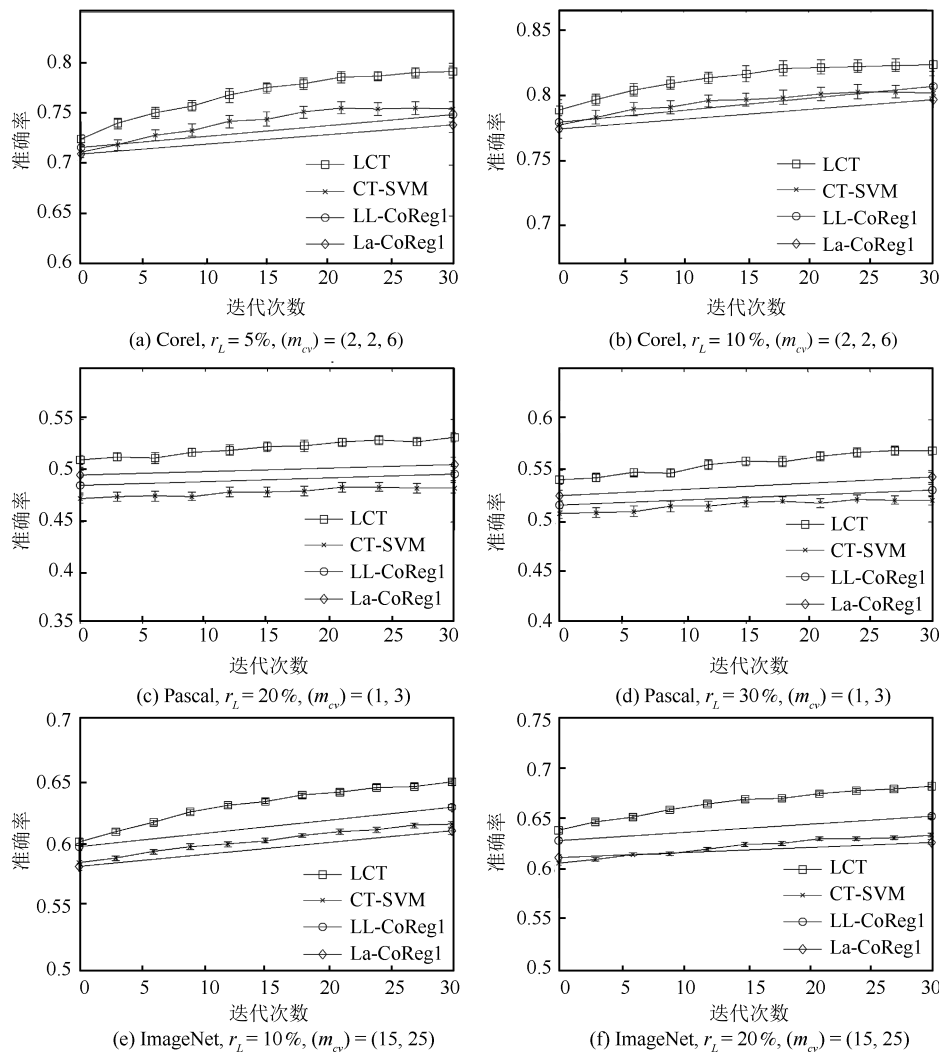 0.8
0.75
0.7
0.65
0.6
准确率
LCT
CT-SVM
LL-CoReg1
La-CoReg1
0 5 10 15 20 25 30
迭代次数
(a) Corel, r_L = 5%, (m_cv) = (2, 2, 6)
0.85
0.8
0.75
0.7
准确率
LCT
CT-SVM
LL-CoReg1
La-CoReg1
0 5 10 15 20 25 30
迭代次数
(b) Corel, r_L = 10%, (m_cv) = (2, 2, 6)
0.55
0.5
0.45
0.4
0.35
准确率
LCT
CT-SVM
LL-CoReg1
La-CoReg1
0 5 10 15 20 25 30
迭代次数
(c) Pascal, r_L = 20%, (m_cv) = (1, 3)
0.6
0.55
0.5
0.45
0.4
准确率
LCT
CT-SVM
LL-CoReg1
La-CoReg1
0 5 10 15 20 25 30
迭代次数
(d) Pascal, r_L = 30%, (m_cv) = (1, 3)
0.7
0.65
0.6
0.55
0.5
准确率
LCT
CT-SVM
LL-CoReg1
La-CoReg1
0 5 10 15 20 25 30
迭代次数
(e) ImageNet, r_L = 10%, (m_cv) = (15, 25)
0.75
0.7
0.65
0.6
0.55
0.5
准确率
LCT
CT-SVM
LL-CoReg1
La-CoReg1
0 5 10 15 20 25 30
迭代次数
(f) ImageNet, r_L = 20%, (m_cv) = (15, 25)